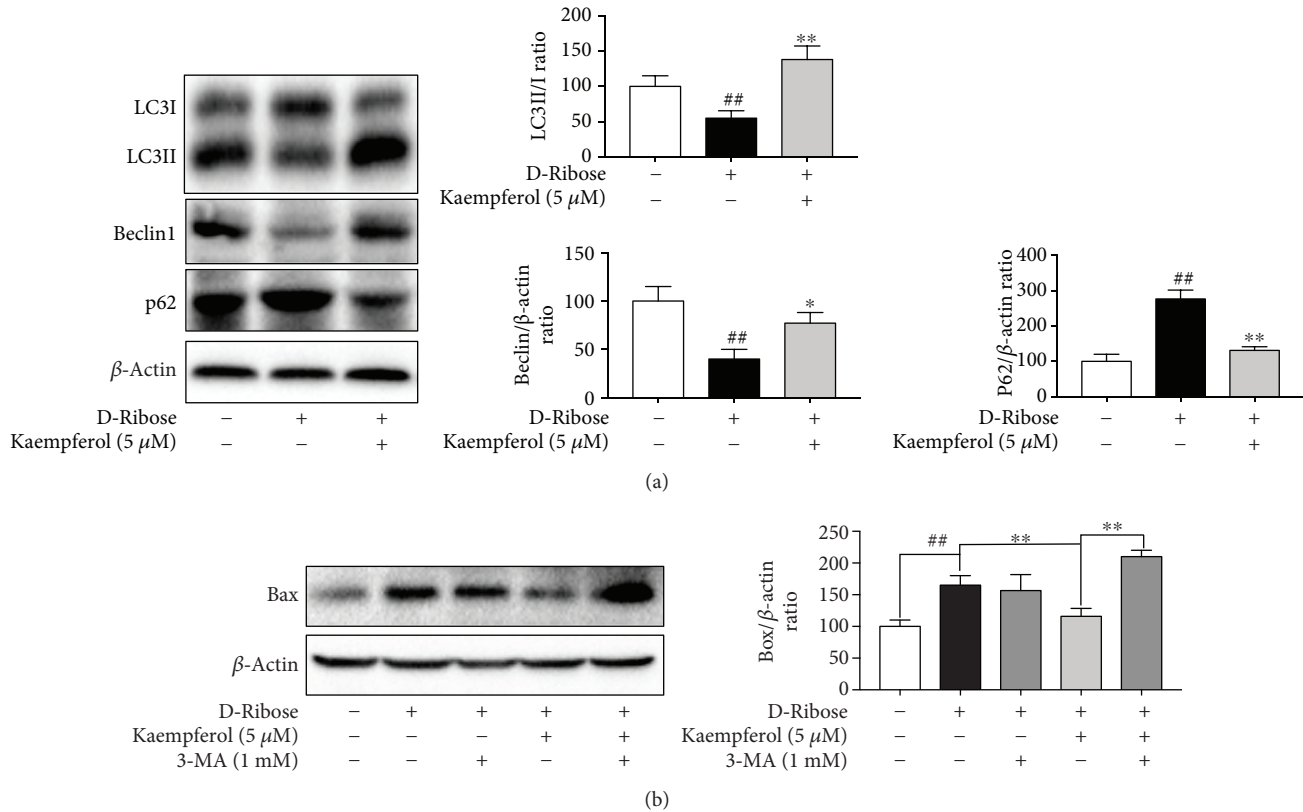 LC3I
LC3II
Beclin1
p62
β-Actin
D-Ribose – + +
Kaempferol (5 μM) – – +
LC3II/I ratio
200
150
100
50
0
##
**
D-Ribose – + +
Kaempferol (5 μM) – – +
Beclin/β-actin
ratio
150
100
50
0
##
*
D-Ribose – + +
Kaempferol (5 μM) – – +
P62/β-actin ratio
400
300
200
100
0
##
**
D-Ribose – + +
Kaempferol (5 μM) – – +
(a)
Bax
β-Actin
D-Ribose – + + + +
Kaempferol (5 μM) – – – + +
3-MA (1 mM) – – + – +
Box/β-actin
ratio
250
200
150
100
50
0
##
**
**
D-Ribose – + + + +
Kaempferol (5 μM) – – – + +
3-MA (1 mM) – – + – +
(b)